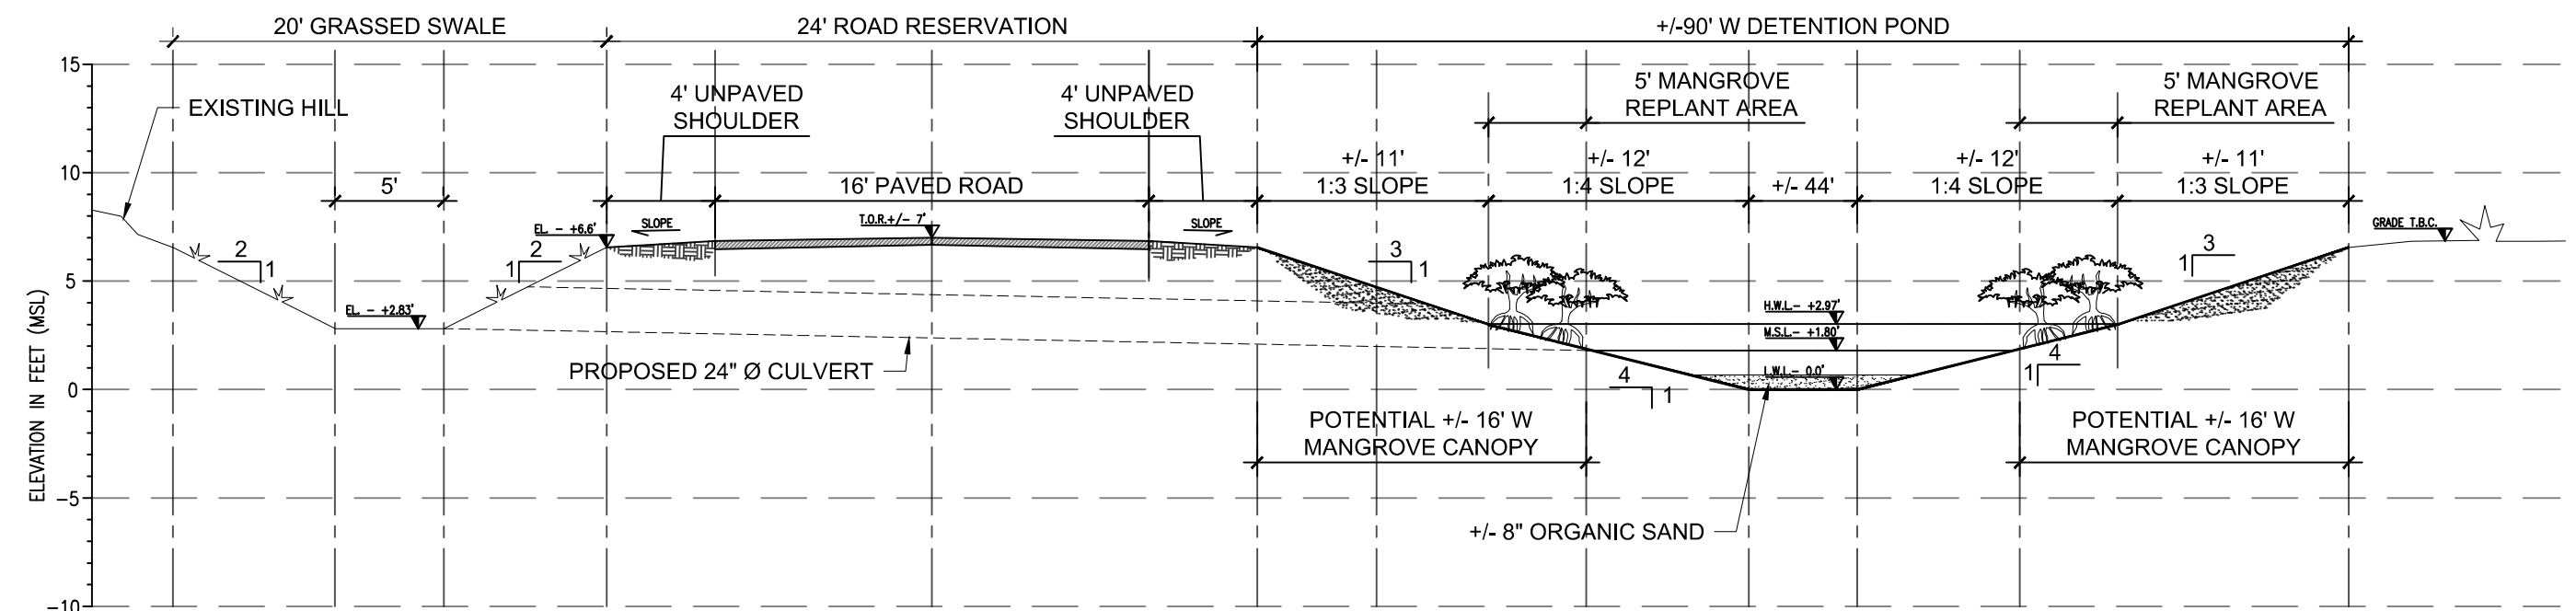 20' GRASSED SWALE
24' ROAD RESERVATION
+/-90' W DETENTION POND
15
10
5
0
−5
−10
ELEVATION IN FEET (MSL)
EXISTING HILL
4' UNPAVED
SHOULDER
4' UNPAVED
SHOULDER
5' MANGROVE
REPLANT AREA
5' MANGROVE
REPLANT AREA
5'
16' PAVED ROAD
+/- 11'
1:3 SLOPE
+/- 12'
1:4 SLOPE
+/- 44'
+/- 12'
1:4 SLOPE
+/- 11'
1:3 SLOPE
EL. - +6.6'
SLOPE
T.O.R.+/- 7'
SLOPE
GRADE T.B.C.
2
1
2
1
3
1
3
1
EL. - +2.83'
H.W.L.- +2.97'
M.S.L.- +1.80'
L.W.L.- 0.0'
PROPOSED 24" Ø CULVERT
4
1
4
1
POTENTIAL +/- 16' W
MANGROVE CANOPY
POTENTIAL +/- 16' W
MANGROVE CANOPY
+/- 8" ORGANIC SAND